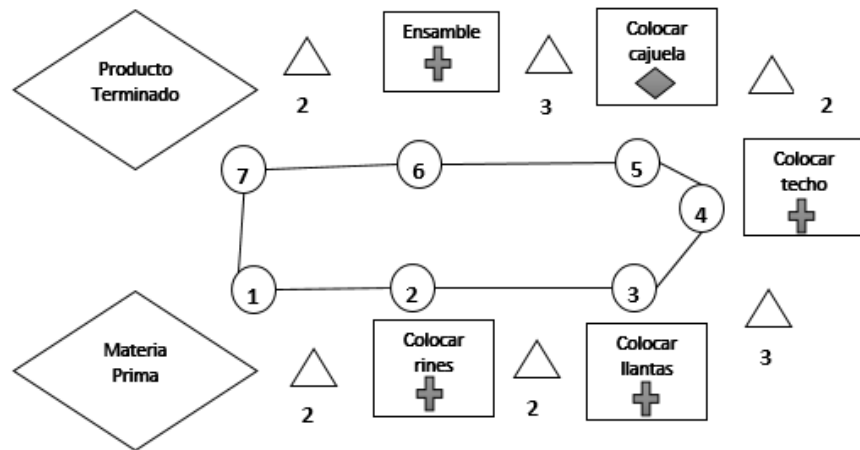 Producto
Terminado
2
Ensamble
3
Colocar
cajuela
2
7
6
5
4
Colocar
techo
1
2
3
Materia
Prima
2
Colocar
rines
2
Colocar
llantas
3